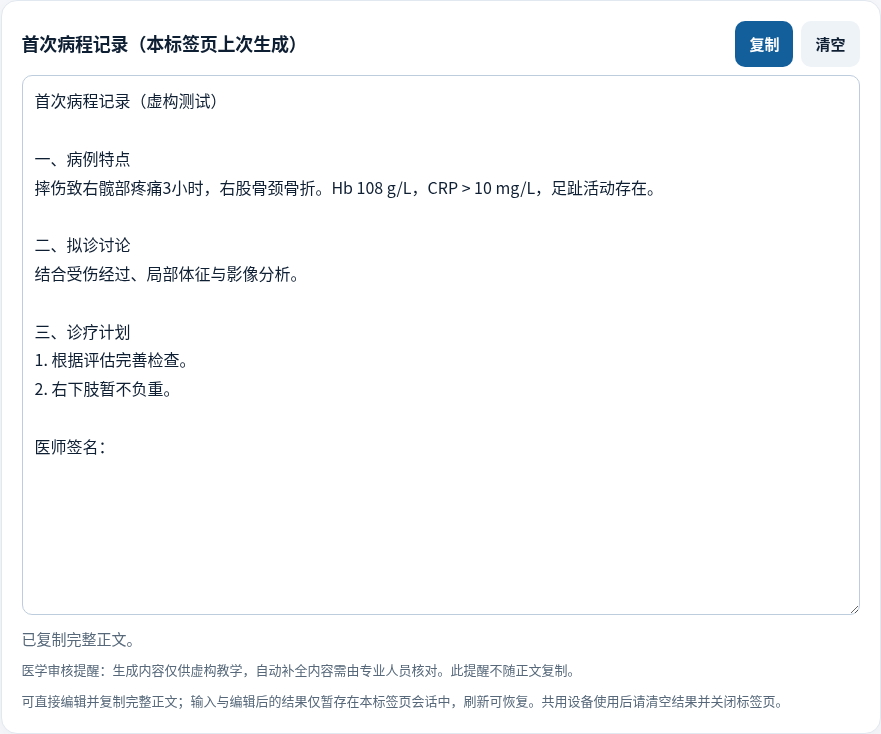 首次病程记录（本标签页上次生成）
复制
清空
首次病程记录（虚构测试）
一、病例特点
摔伤致右髋部疼痛3小时，右股骨颈骨折。Hb 108 g/L，CRP > 10 mg/L，足趾活动存在。
二、拟诊讨论
结合受伤经过、局部体征与影像分析。
三、诊疗计划
1. 根据评估完善检查。
2. 右下肢暂不负重。
医师签名：
已复制完整正文。
医学审核提醒：生成内容仅供虚构教学，自动补全内容需由专业人员核对。此提醒不随正文复制。
可直接编辑并复制完整正文；输入与编辑后的结果仅暂存在本标签页会话中，刷新可恢复。共用设备使用后请清空结果并关闭标签页。